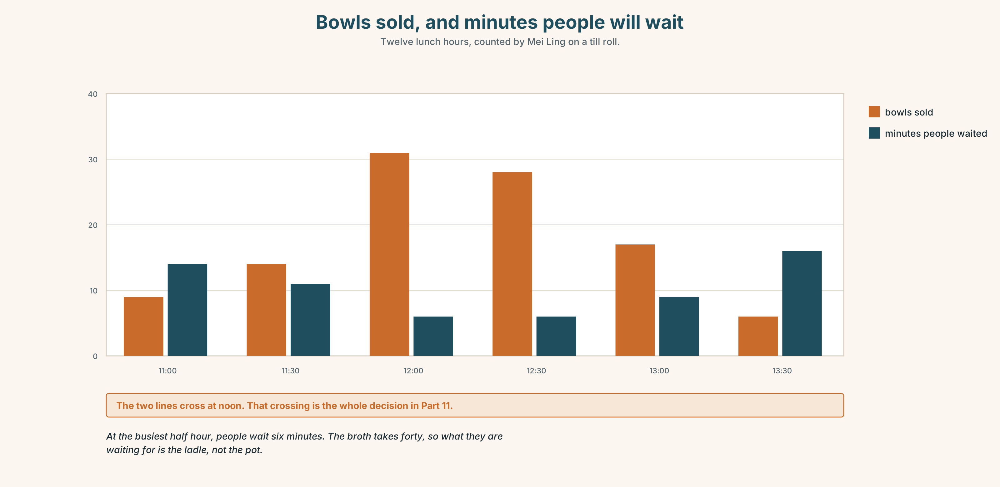 Bowls sold, and minutes people will wait
Twelve lunch hours, counted by Mei Ling on a till roll.
40
30
20
10
0
bowls sold
minutes people waited
11:00
11:30
12:00
12:30
13:00
13:30
The two lines cross at noon. That crossing is the whole decision in Part 11.
At the busiest half hour, people wait six minutes. The broth takes forty, so what they are
waiting for is the ladle, not the pot.